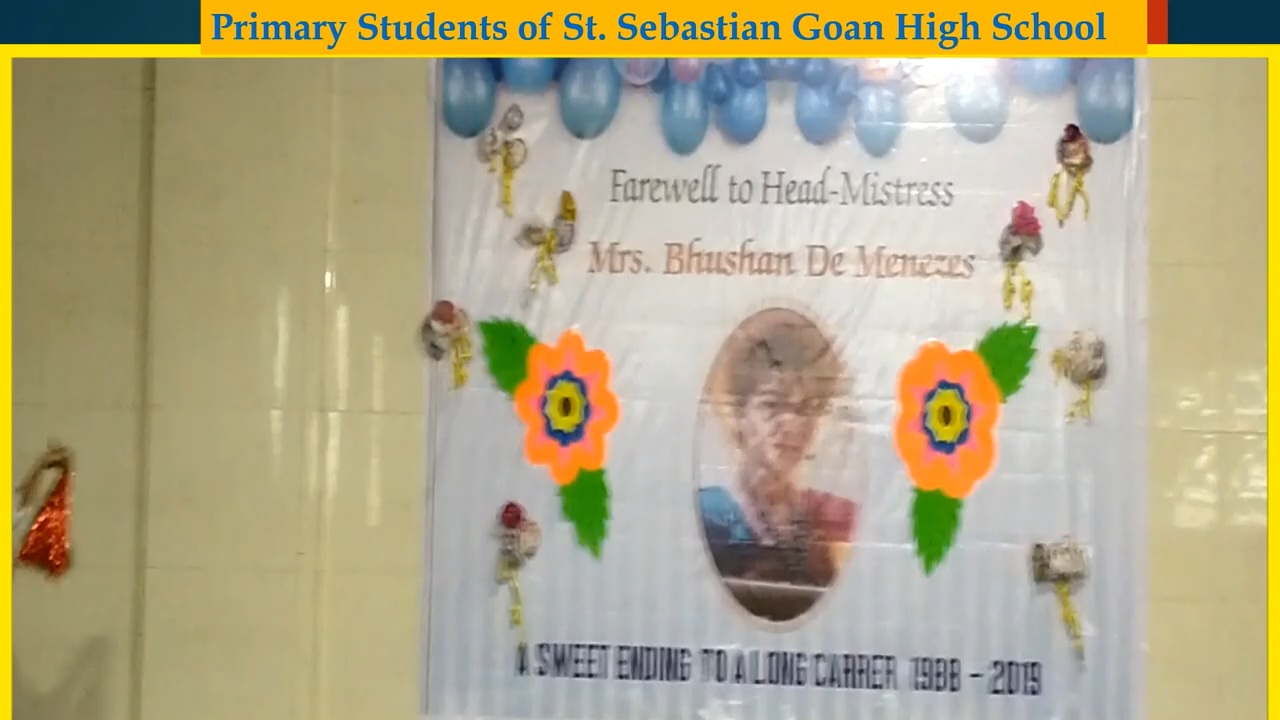 Primary Students of St. Sebastian Goan High School
Farewell to Head-Mistress
Mrs. Bhushan De Menezes
A SWEET ENDING TO A LONG CARRER 1988 - 2019